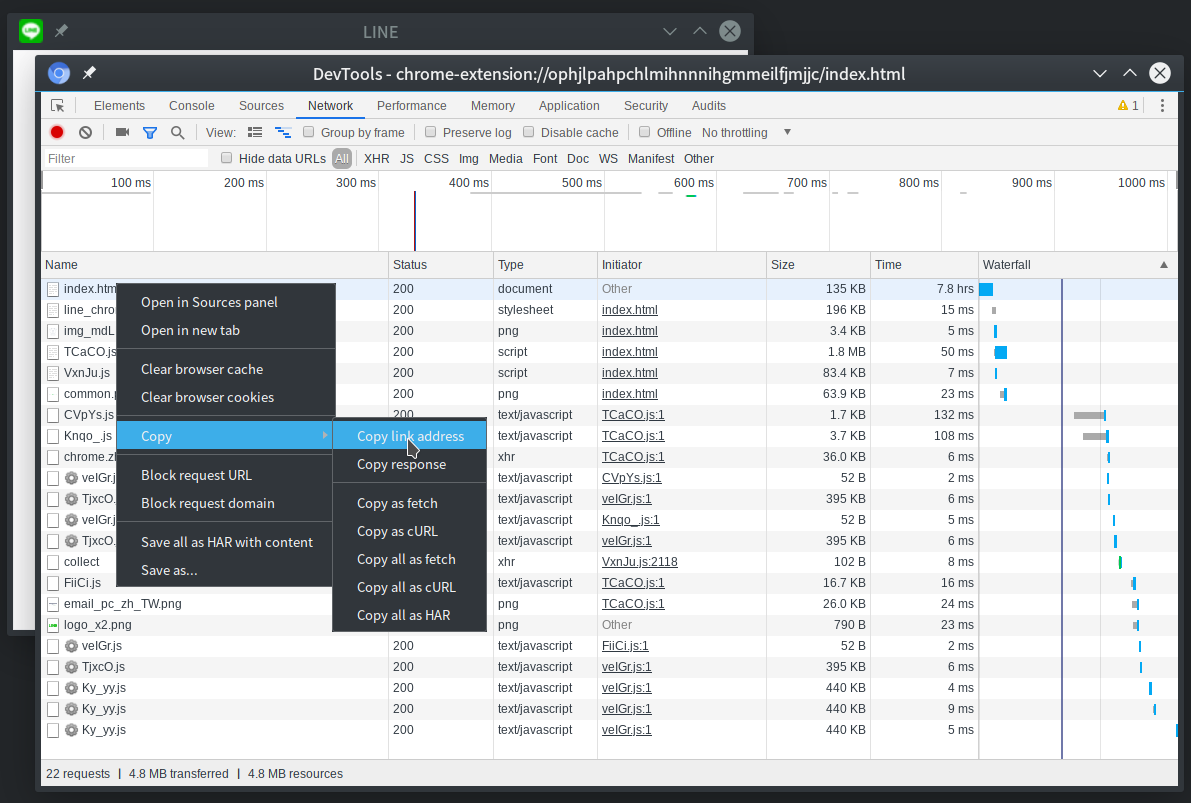 LINE
LINE
DevTools - chrome-extension://ophjlpahpchlmihnnnihgmmeilfjmjjc/index.html
Elements Console Sources Network Performance Memory Application Security Audits 1
View: Group by frame Preserve log Disable cache Offline No throttling
Filter Hide data URLs All XHR JS CSS Img Media Font Doc WS Manifest Other
100 ms 200 ms 300 ms 400 ms 500 ms 600 ms 700 ms 800 ms 900 ms 1000 ms
Name Status Type Initiator Size Time Waterfall
index.htm 200 document Other 135 KB 7.8 hrs
line_chro 200 stylesheet index.html 196 KB 15 ms
img_mdL 200 png index.html 3.4 KB 5 ms
TCaCO.js 200 script index.html 1.8 MB 50 ms
VxnJu.js 200 script index.html 83.4 KB 7 ms
common.p 200 png index.html 63.9 KB 23 ms
CVpYs.js 200 text/javascript TCaCO.js:1 1.7 KB 132 ms
Knqo_.js text/javascript TCaCO.js:1 3.7 KB 108 ms
chrome.zh xhr TCaCO.js:1 36.0 KB 6 ms
veIGr.j text/javascript CVpYs.js:1 52 B 2 ms
TjxcO. text/javascript veIGr.js:1 395 KB 6 ms
veIGr.j text/javascript Knqo_.js:1 52 B 5 ms
TjxcO. text/javascript veIGr.js:1 395 KB 6 ms
collect xhr VxnJu.js:2118 102 B 8 ms
FiiCi.js text/javascript TCaCO.js:1 16.7 KB 16 ms
email_pc_zh_TW.png png TCaCO.js:1 26.0 KB 24 ms
logo_x2.png png Other 790 B 23 ms
veIGr.js 200 text/javascript FiiCi.js:1 52 B 2 ms
TjxcO.js 200 text/javascript veIGr.js:1 395 KB 6 ms
Ky_yy.js 200 text/javascript veIGr.js:1 440 KB 4 ms
Ky_yy.js 200 text/javascript veIGr.js:1 440 KB 9 ms
Ky_yy.js 200 text/javascript veIGr.js:1 440 KB 5 ms
Open in Sources panel
Open in new tab
Clear browser cache
Clear browser cookies
Copy
Block request URL
Block request domain
Save all as HAR with content
Save as...
Copy link address
Copy response
Copy as fetch
Copy as cURL
Copy all as fetch
Copy all as cURL
Copy all as HAR
22 requests | 4.8 MB transferred | 4.8 MB resources